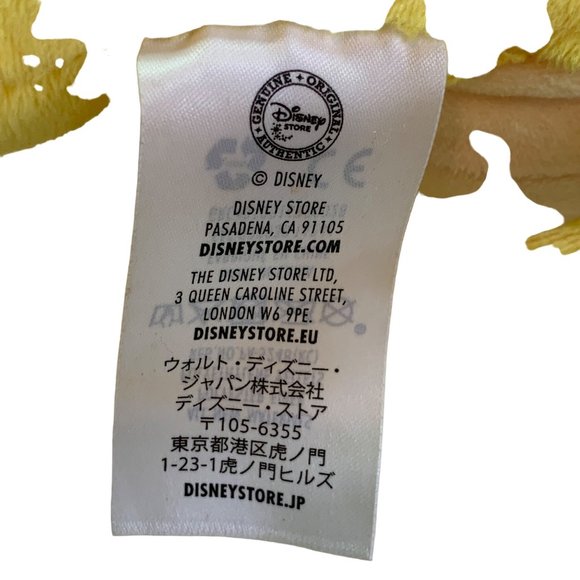 GENUINE ✦ ORIGINAL
Disney
STORE
AUTHENTIC
© DISNEY
DISNEY STORE
PASADENA, CA 91105
DISNEYSTORE.COM
THE DISNEY STORE LTD,
3 QUEEN CAROLINE STREET,
LONDON W6 9PE.
DISNEYSTORE.EU
ウォルト・ディズニー・
ジャパン株式会社
ディズニー・ストア
〒105-6355
東京都港区虎ノ門
1-23-1虎ノ門ヒルズ
DISNEYSTORE.JP